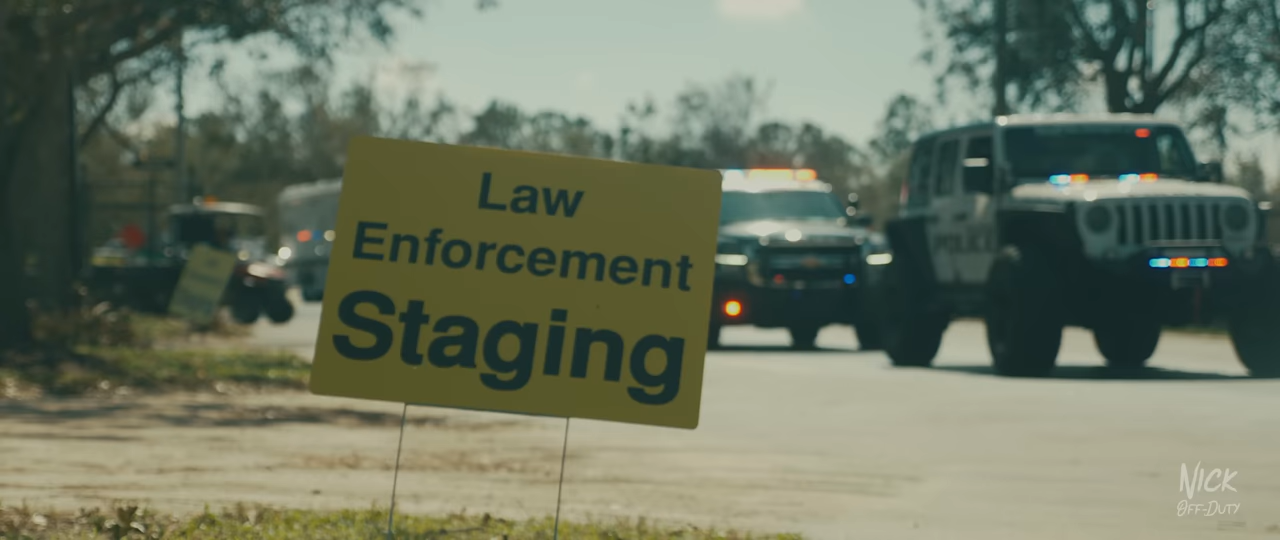 Law
Enforcement
Staging
POLICE
NICK
OFF-DUTY